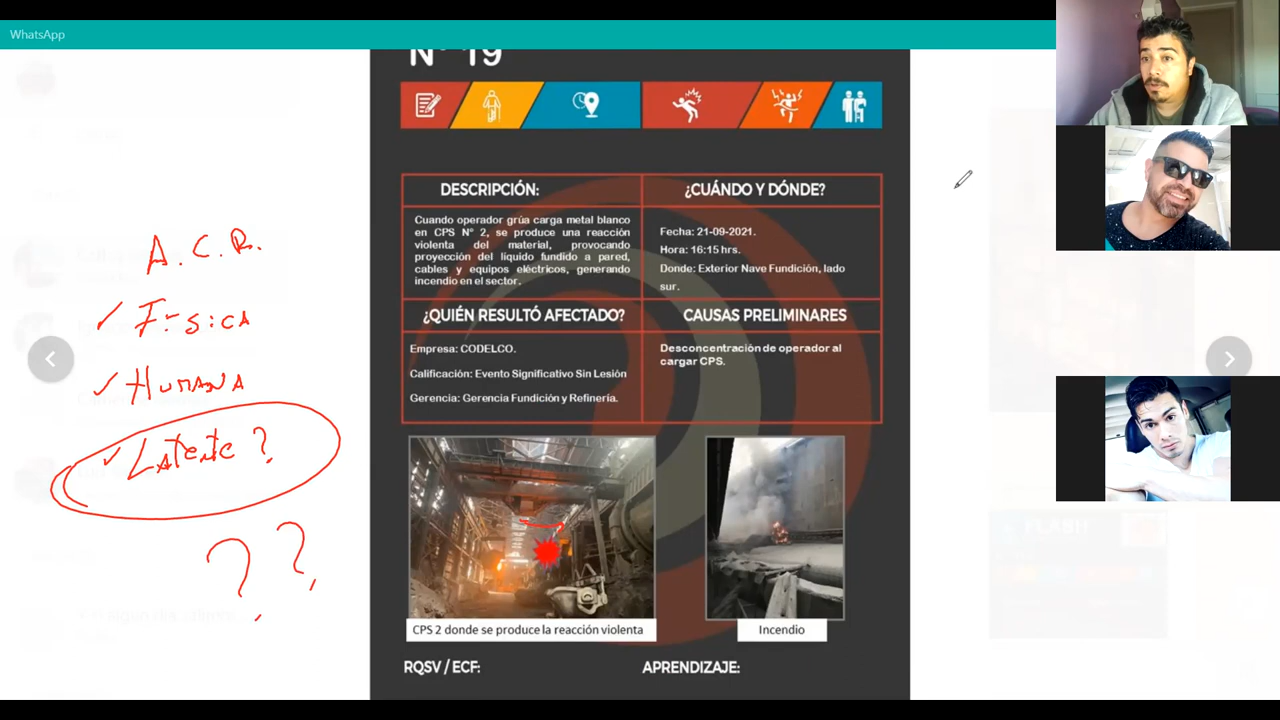 WhatsApp
N° 19
DESCRIPCIÓN:
Cuando operador grúa carga metal blanco
en CPS N° 2, se produce una reacción
violenta del material, provocando
proyección del líquido fundido a pared,
cables y equipos eléctricos, generando
incendio en el sector.
¿CUÁNDO Y DÓNDE?
Fecha: 21-09-2021.
Hora: 16:15 hrs.
Donde: Exterior Nave Fundición, lado
sur.
¿QUIÉN RESULTÓ AFECTADO?
Empresa: CODELCO.
Calificación: Evento Significativo Sin Lesión
Gerencia: Gerencia Fundición y Refinería.
CAUSAS PRELIMINARES
Desconcentración de operador al
cargar CPS.
CPS 2 donde se produce la reacción violenta
Incendio
RQSV / ECF:
APRENDIZAJE:
A.C.R.
Física
HUMANA
Latente ?
? ?
FLASH